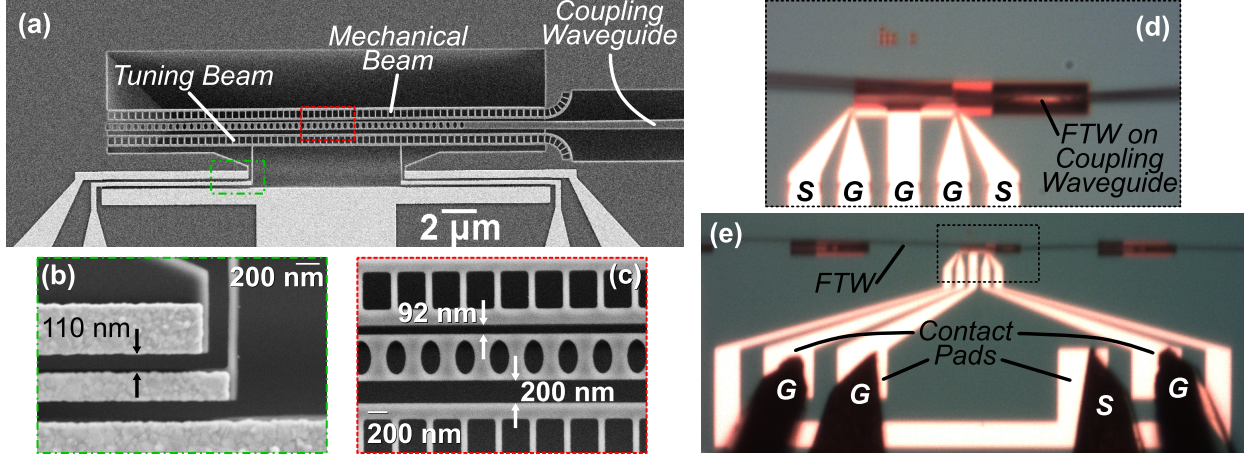 (a)
Coupling
Waveguide
Mechanical
Beam
Tuning Beam
2 µm
(b)
200 nm
110 nm
(c)
92 nm
200 nm
200 nm
(d)
FTW on
Coupling
Waveguide
S G G G S
(e)
FTW
Contact
Pads
G G S G